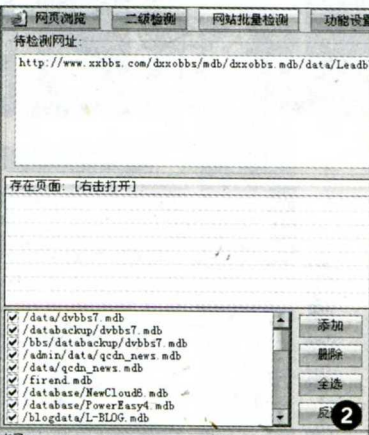 网页浏览 二级检测 网站批量检测 功能设置
待检测网址:
http://www.xxbbs.com/dxxobbs/mdb/dxxobbs.mdb/data/Leadb
存在页面: [右击打开]
/data/dvbbs7.mdb
/databackup/dvbbs7.mdb
/bbs/databackup/dvbbs7.mdb
/admin/data/qcdn_news.mdb
/data/qcdn_news.mdb
/firend.mdb
/database/NewCloud6.mdb
/database/PowerEasy4.mdb
/blogdata/L-BLOG.mdb
添加
删除
全选
反
2